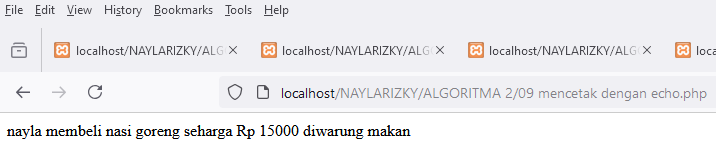 File Edit View History Bookmarks Tools Help
localhost/NAYLARIZKY/ALG localhost/NAYLARIZKY/ALG localhost/NAYLARIZKY/ALG loca
localhost/NAYLARIZKY/ALGORITMA 2/09 mencetak dengan echo.php
nayla membeli nasi goreng seharga Rp 15000 diwarung makan